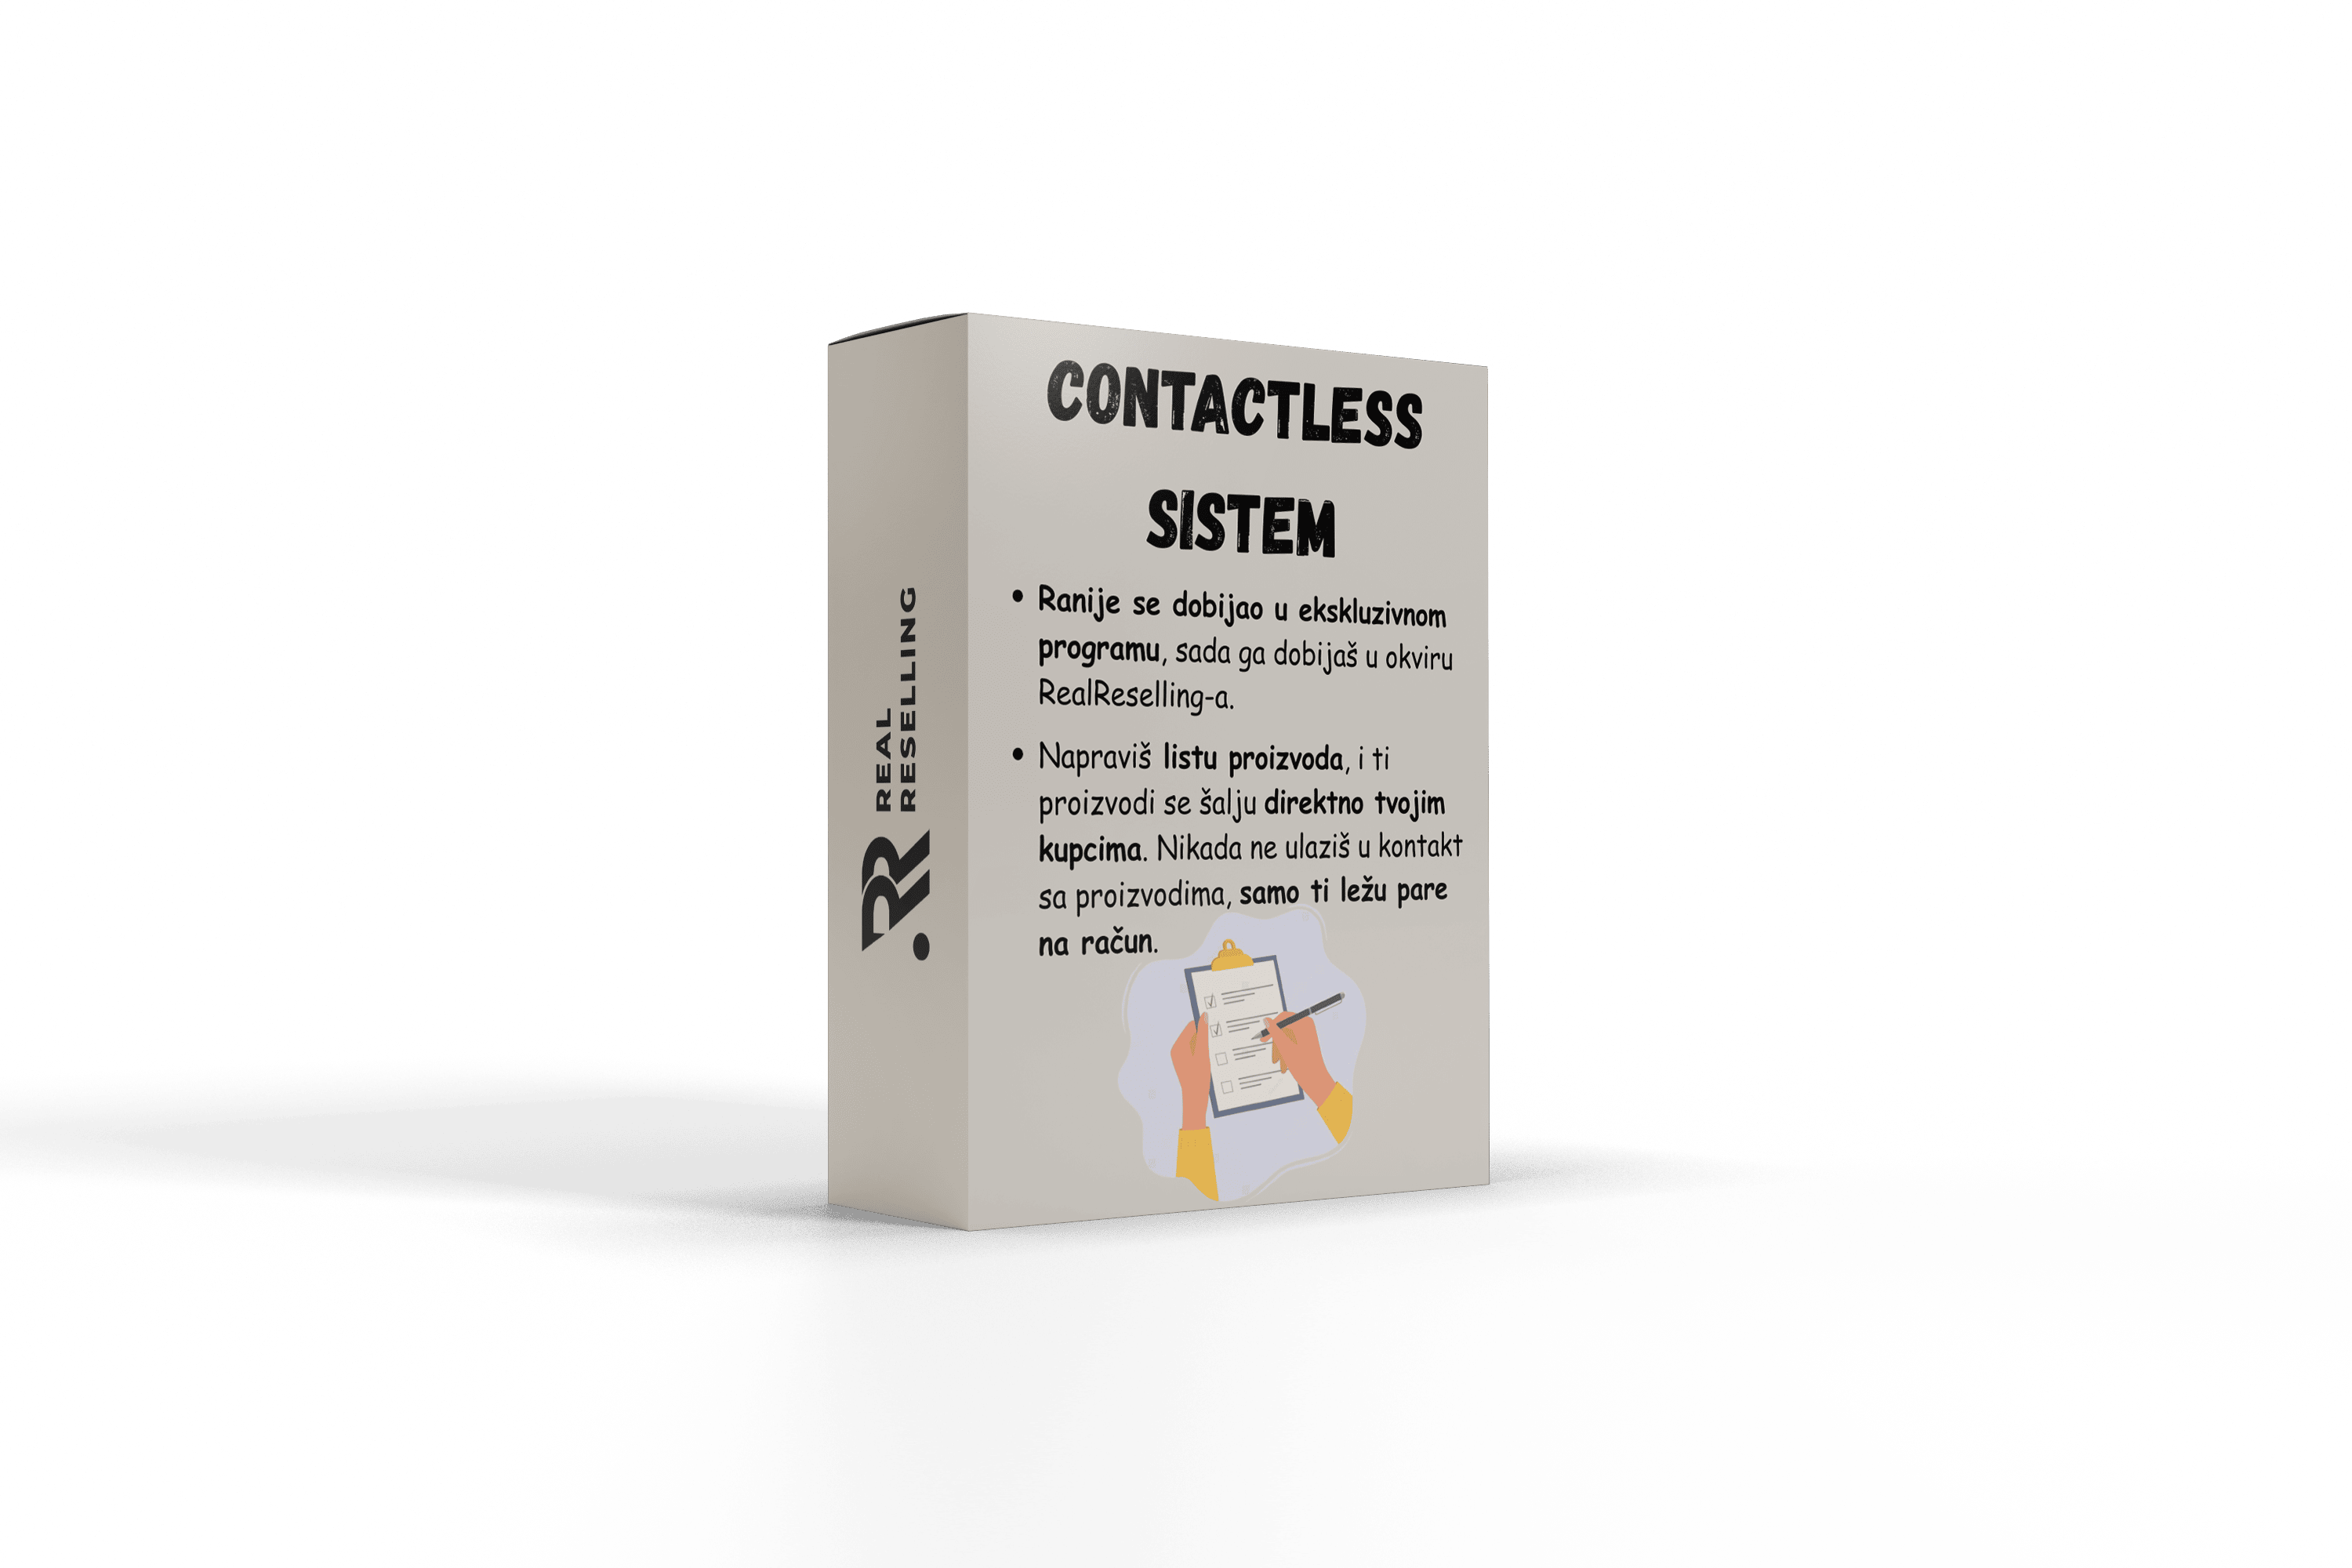 CONTACTLESS
SISTEM
• Ranije se dobijao u ekskluzivnom
programu, sada ga dobijaš u okviru
RealReselling-a.
• Napraviš listu proizvoda, i ti
proizvodi se šalju direktno tvojim
kupcima. Nikada ne ulaziš u kontakt
sa proizvodima, samo ti ležu pare
na račun.
REAL
RESELLING